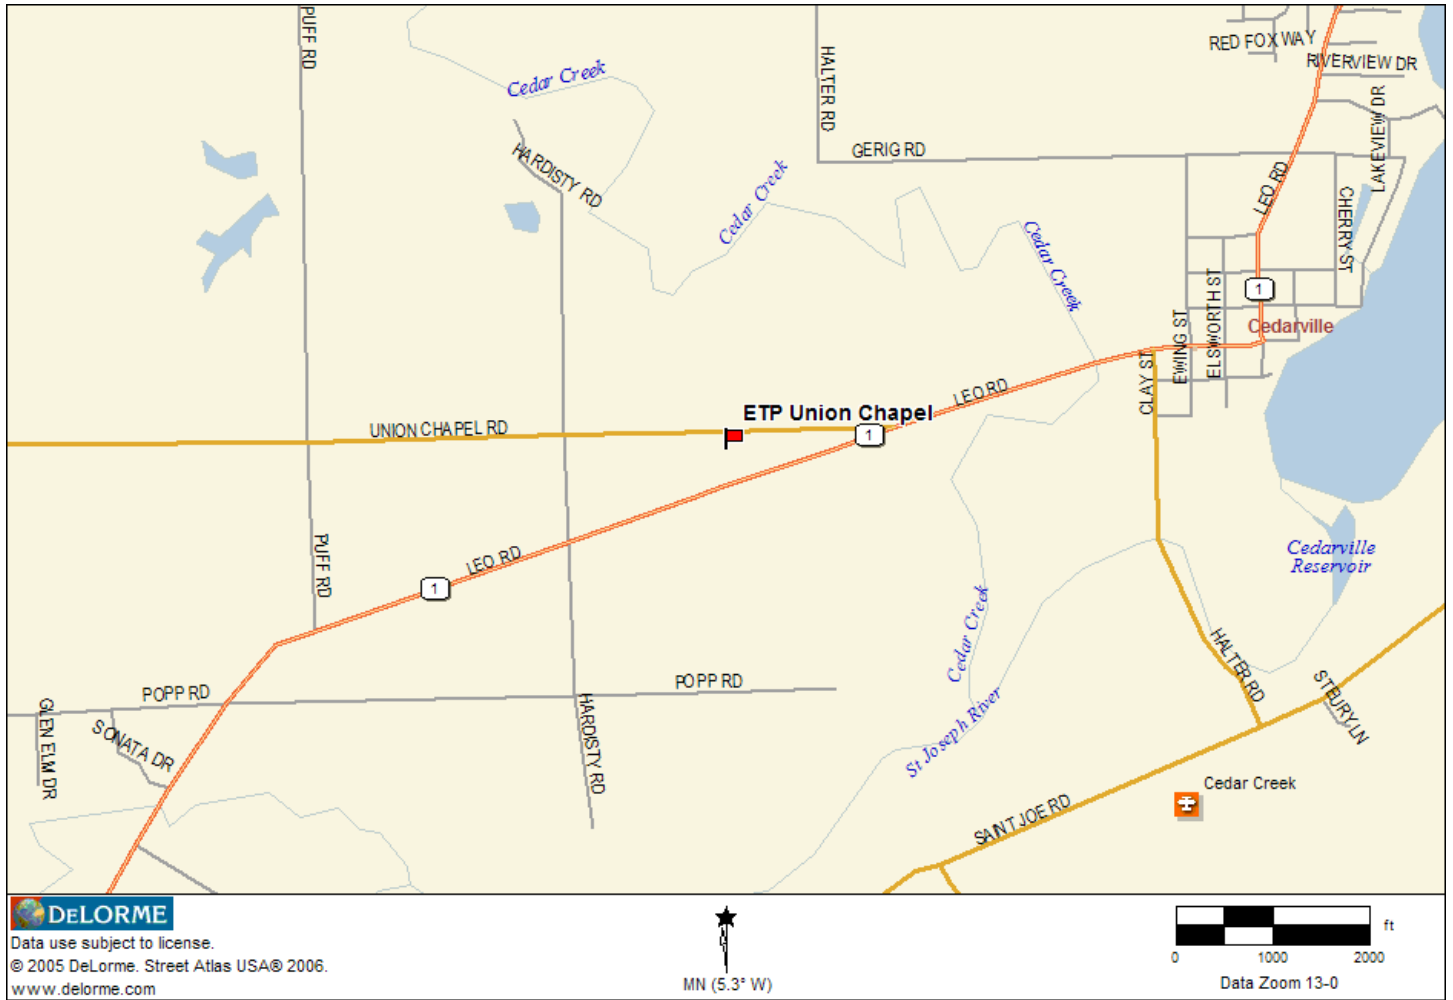 PUFF RD
HALTER RD
RED FOX WAY
RIVERVIEW DR
Cedar Creek
LAKEVIEW DR
HARDISTY RD
GERIG RD
Cedar Creek
LEO RD
CHERRY ST
Cedar Creek
1
ELSWORTH ST
EWING ST
Cedarville
CLAY ST
LEO RD
ETP Union Chapel
UNION CHAPEL RD
1
PUFF RD
LEO RD
1
Cedarville
Reservoir
Cedar Creek
HALTER RD
POPP RD
POPP RD
STEURY LN
GLEN ELM DR
SONATA DR
HARDISTY RD
St Joseph River
Cedar Creek
SAINT JOE RD
DELORME
Data use subject to license.
© 2005 DeLorme. Street Atlas USA® 2006.
www.delorme.com
MN (5.3° W)
ft
0 1000 2000
Data Zoom 13-0